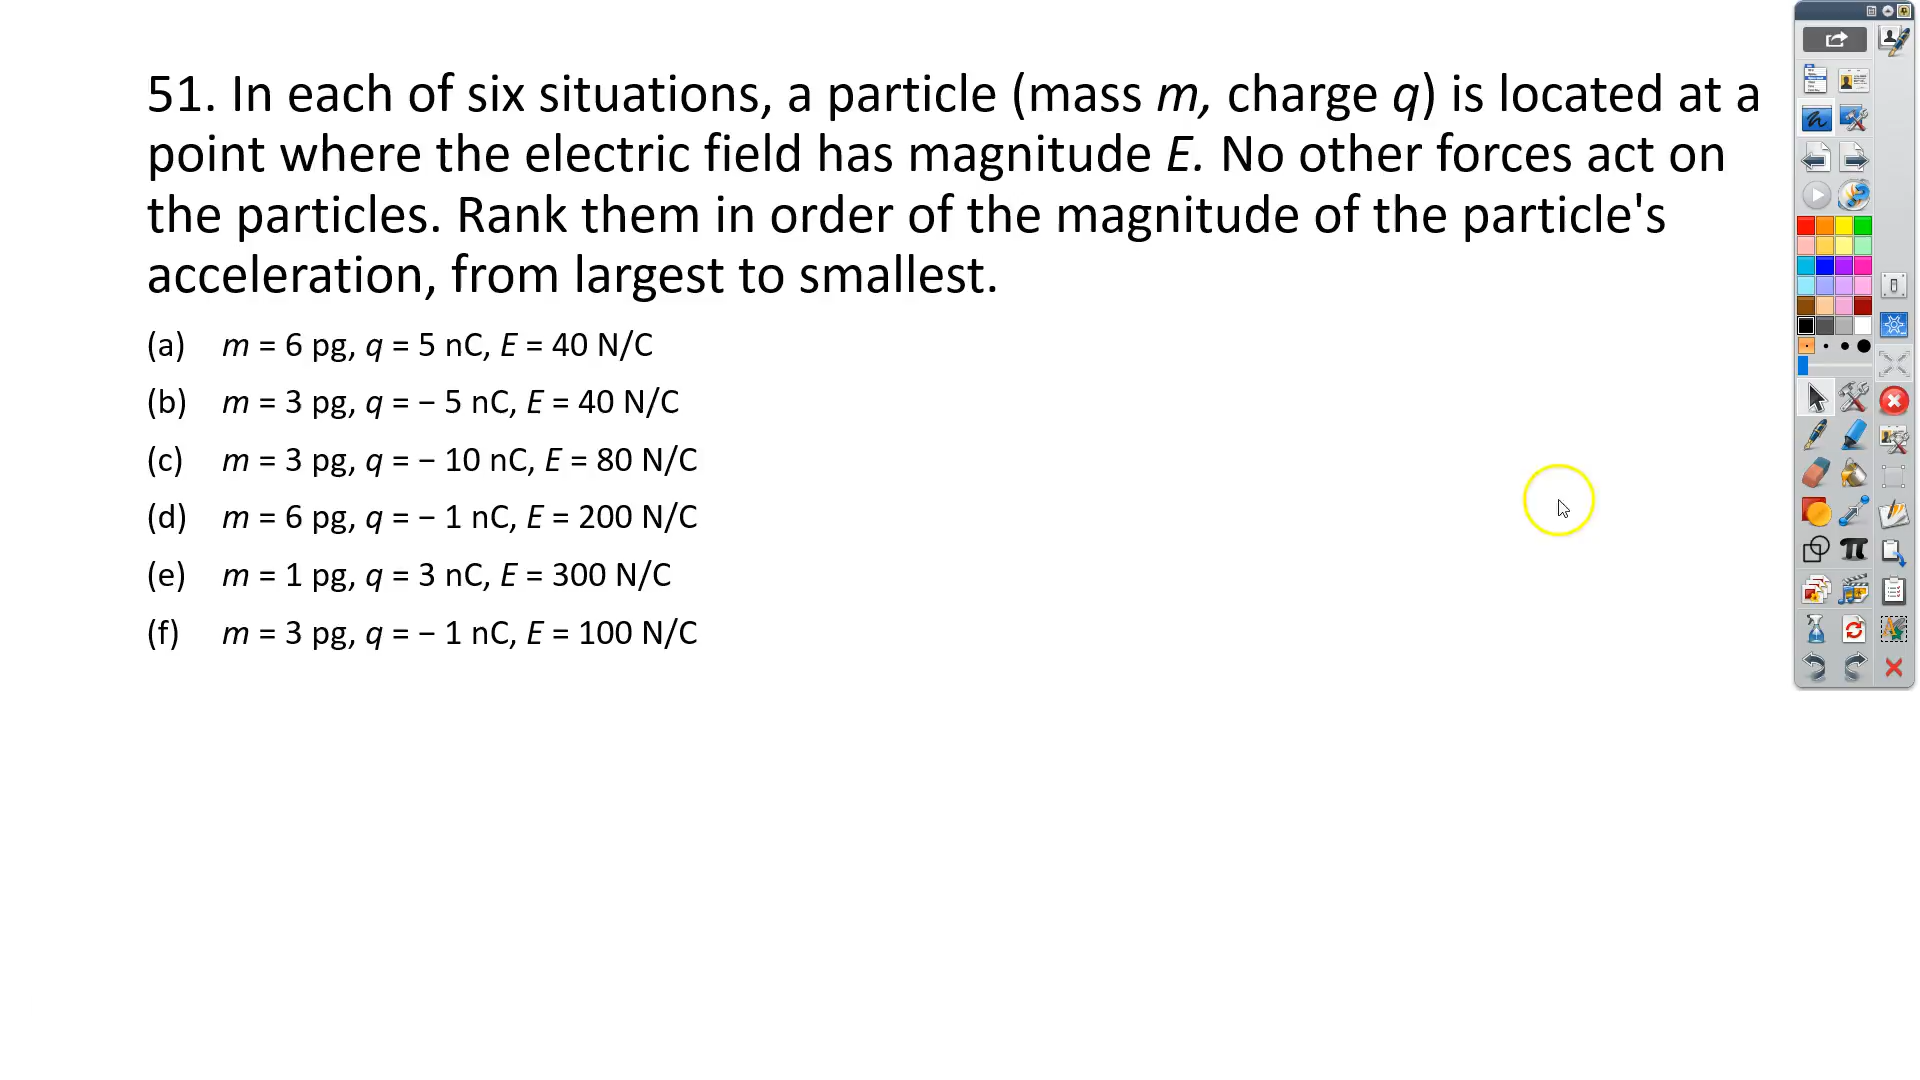 51. In each of six situations, a particle (mass m, charge q) is located at a
point where the electric field has magnitude E. No other forces act on
the particles. Rank them in order of the magnitude of the particle's
acceleration, from largest to smallest.
(a) m = 6 pg, q = 5 nC, E = 40 N/C
(b) m = 3 pg, q = − 5 nC, E = 40 N/C
(c) m = 3 pg, q = − 10 nC, E = 80 N/C
(d) m = 6 pg, q = − 1 nC, E = 200 N/C
(e) m = 1 pg, q = 3 nC, E = 300 N/C
(f) m = 3 pg, q = − 1 nC, E = 100 N/C